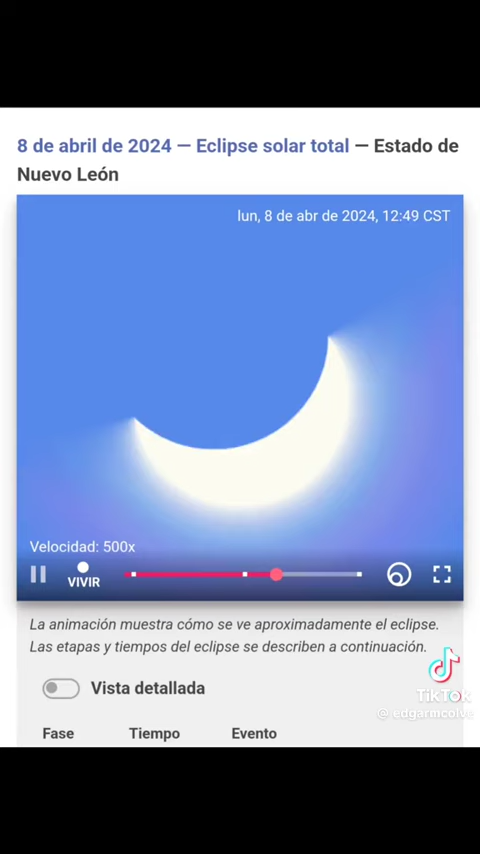 8 de abril de 2024 — Eclipse solar total — Estado de
Nuevo León
lun, 8 de abr de 2024, 12:49 CST
Velocidad: 500x
VIVIR
La animación muestra cómo se ve aproximadamente el eclipse.
Las etapas y tiempos del eclipse se describen a continuación.
Vista detallada
Fase Tiempo Evento
TikTok